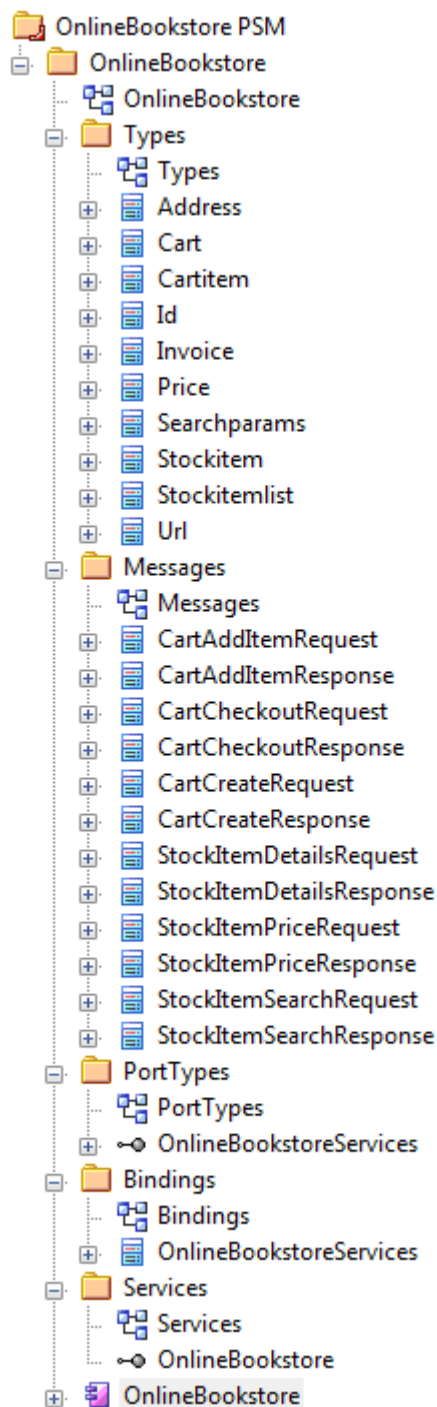 OnlineBookstore PSM
OnlineBookstore
OnlineBookstore
Types
Types
Address
Cart
Cartitem
Id
Invoice
Price
Searchparams
Stockitem
Stockitemlist
Url
Messages
Messages
CartAddItemRequest
CartAddItemResponse
CartCheckoutRequest
CartCheckoutResponse
CartCreateRequest
CartCreateResponse
StockItemDetailsRequest
StockItemDetailsResponse
StockItemPriceRequest
StockItemPriceResponse
StockItemSearchRequest
StockItemSearchResponse
PortTypes
PortTypes
OnlineBookstoreServices
Bindings
Bindings
OnlineBookstoreServices
Services
Services
OnlineBookstore
OnlineBookstore